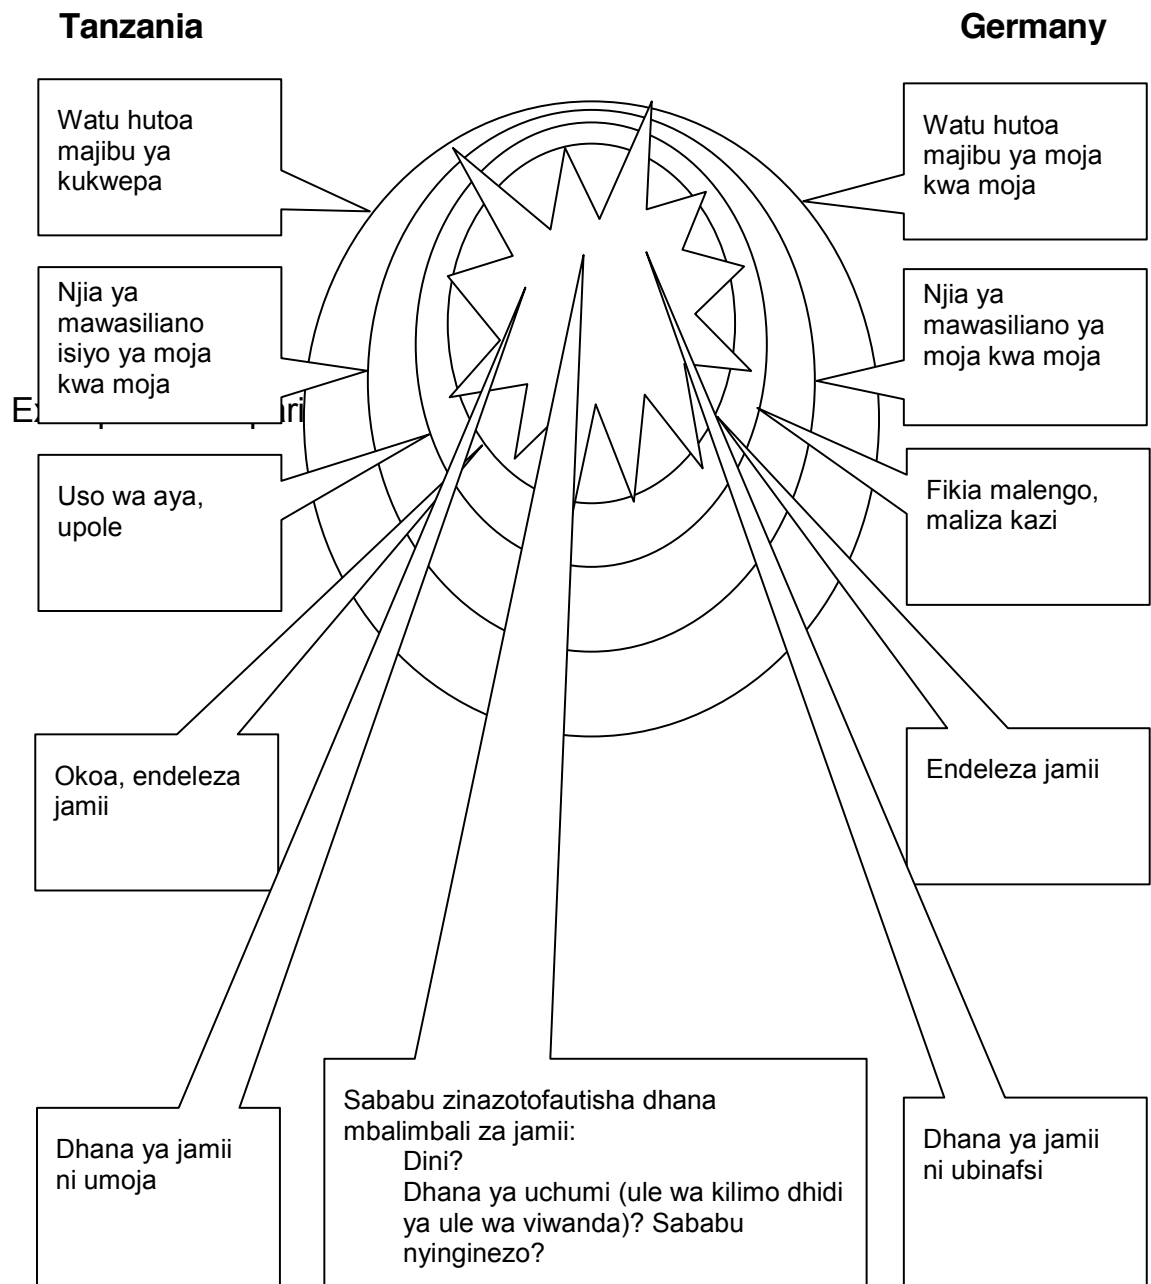 Tanzania
Germany
Watu hutoa
majibu ya
kukwepa
Watu hutoa
majibu ya moja
kwa moja
Njia ya
mawasiliano
isiyo ya moja
kwa moja
Njia ya
mawasiliano ya
moja kwa moja
Uso wa aya,
upole
Fikia malengo,
maliza kazi
Okoa, endeleza
jamii
Endeleza jamii
Dhana ya jamii
ni umoja
Sababu zinazotofautisha dhana
mbalimbali za jamii:
Dini?
Dhana ya uchumi (ule wa kilimo dhidi
ya ule wa viwanda)? Sababu
nyinginezo?
Dhana ya jamii
ni ubinafsi